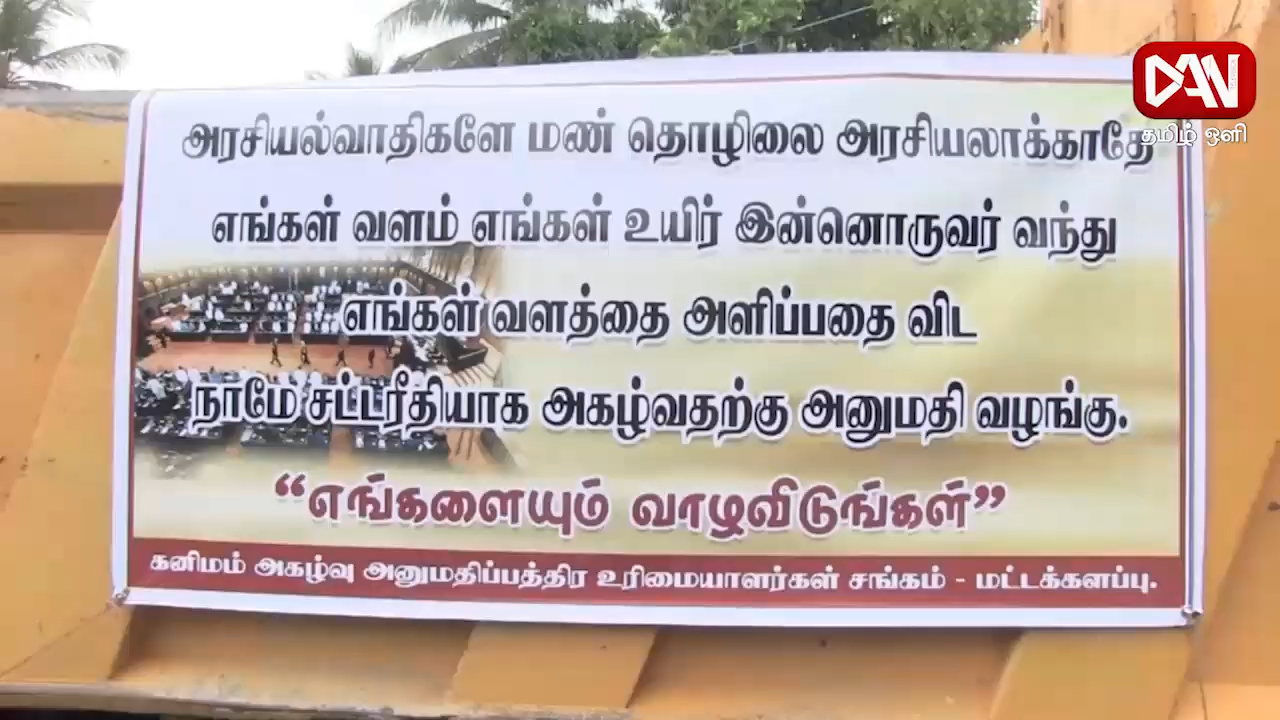 DAN
தமிழ் ஒளி
அரசியல்வாதிகளே மண் தொழிலை அரசியலாக்காதே
எங்கள் வளம் எங்கள் உயிர் இன்னொருவர் வந்து
எங்கள் வளத்தை அளிப்பதை விட
நாமே சட்டரீதியாக அகழ்வதற்கு அனுமதி வழங்கு.
“எங்களையும் வாழவிடுங்கள்”
கனிமம் அகழ்வு அனுமதிப்பத்திர உரிமையாளர்கள் சங்கம் - மட்டக்களப்பு.